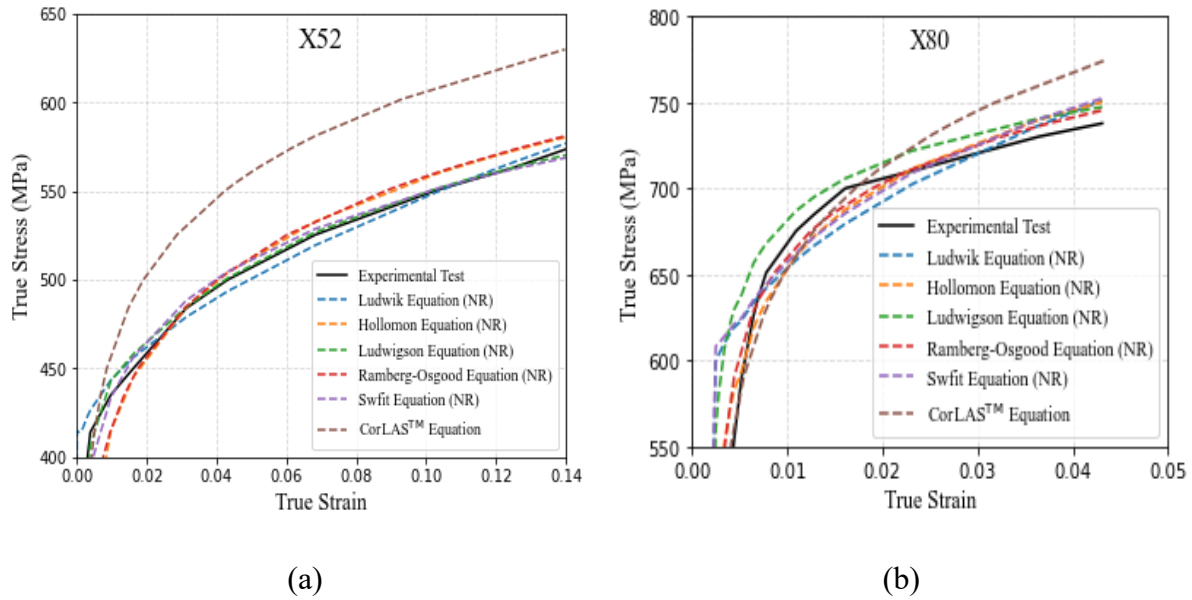 X52
True Stress (MPa)
650
600
550
500
450
400
0.00 0.02 0.04 0.06 0.08 0.10 0.12 0.14
True Strain
Experimental Test
Ludwik Equation (NR)
Hollomon Equation (NR)
Ludwigson Equation (NR)
Ramberg-Osgood Equation (NR)
Swfit Equation (NR)
CorLAS™ Equation
(a)
X80
True Stress (MPa)
800
750
700
650
600
550
0.00 0.01 0.02 0.03 0.04 0.05
True Strain
Experimental Test
Ludwik Equation (NR)
Hollomon Equation (NR)
Ludwigson Equation (NR)
Ramberg-Osgood Equation (NR)
Swfit Equation (NR)
CorLAS™ Equation
(b)